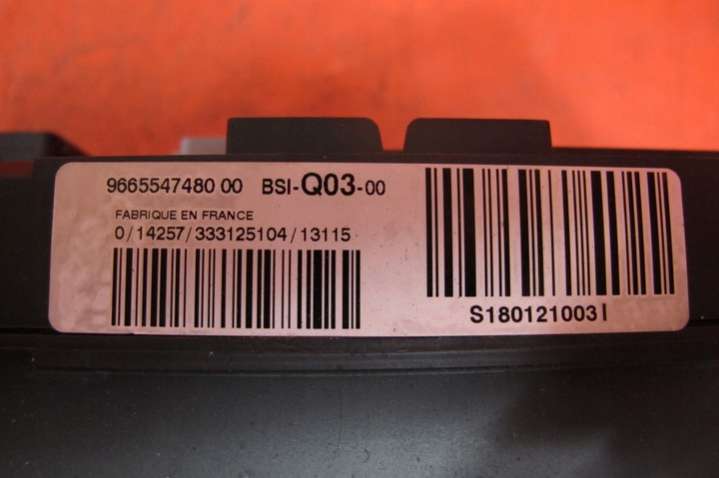 9665547480 00 BSI-Q03-00
FABRIQUE EN FRANCE
0/14257/333125104/13115
S180121003I